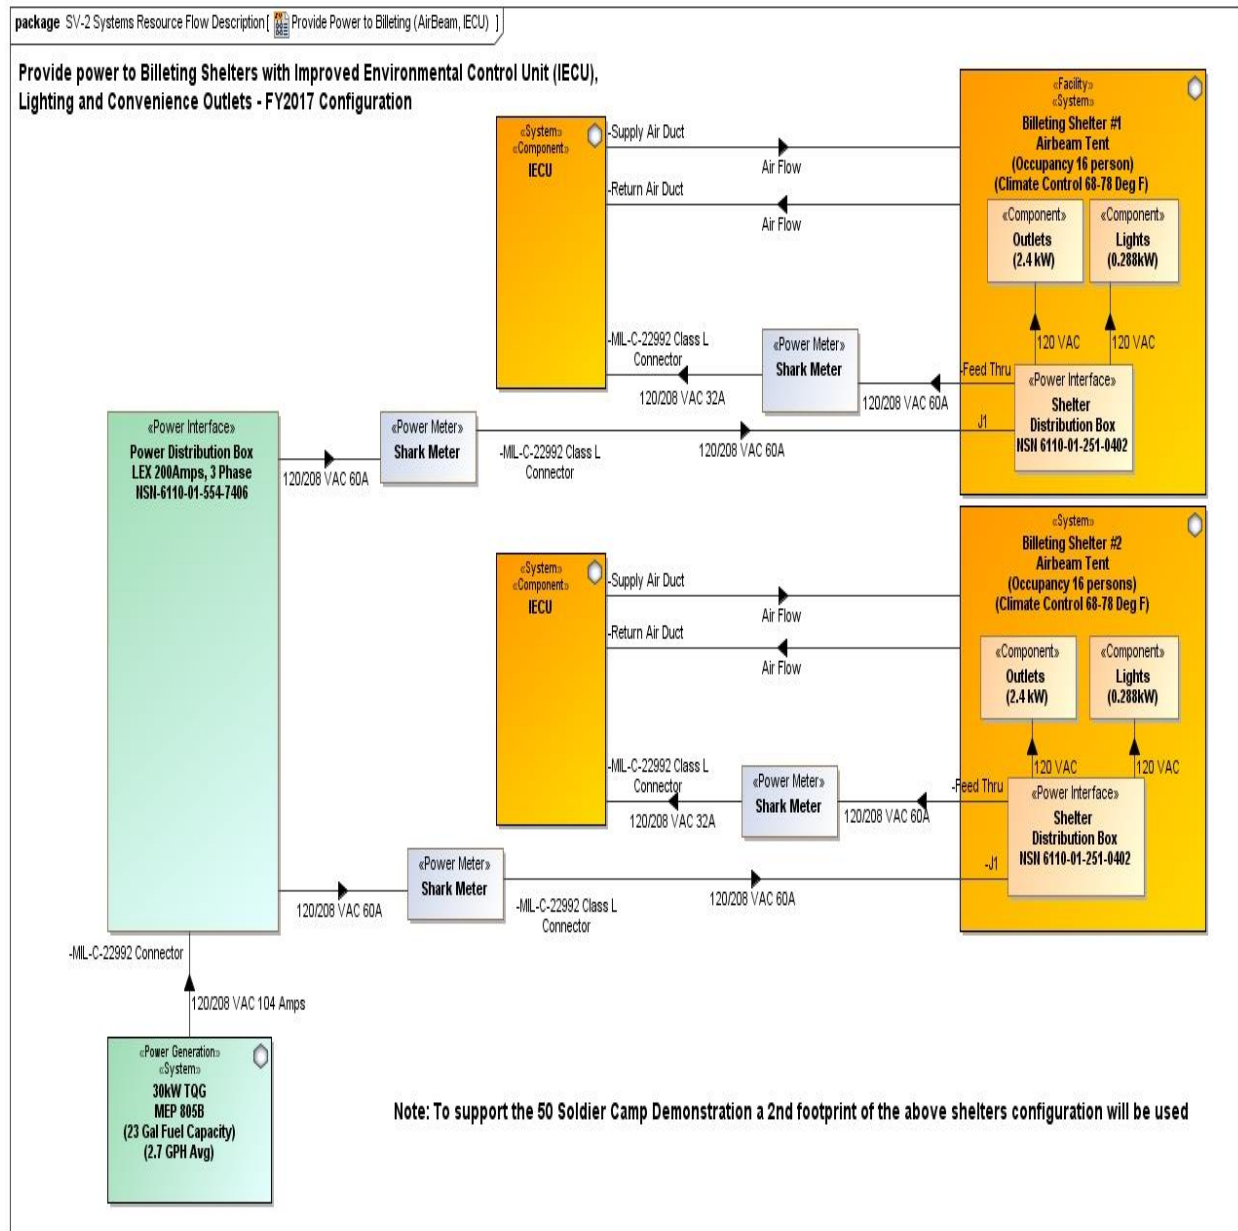 package SV-2 Systems Resource Flow Description[ Provide Power to Billeting (AirBeam, IECU) ]
Provide power to Billeting Shelters with Improved Environmental Control Unit (IECU),
Lighting and Convenience Outlets - FY2017 Configuration
«System»
«Component»
IECU
-Supply Air Duct
Air Flow
-Return Air Duct
Air Flow
-MIL-C-22992 Class L
Connector
120/208 VAC 32A
«Power Meter»
Shark Meter
120/208 VAC 60A
-Feed Thru
«Facility»
«System»
Billeting Shelter #1
Airbeam Tent
(Occupancy 16 person)
(Climate Control 68-78 Deg F)
«Component»
Outlets
(2.4 kW)
«Component»
Lights
(0.288kW)
120 VAC
120 VAC
«Power Interface»
Shelter
Distribution Box
NSN 6110-01-251-0402
J1
«Power Interface»
Power Distribution Box
LEX 200Amps, 3 Phase
NSN-6110-01-554-7406
120/208 VAC 60A
«Power Meter»
Shark Meter
-MIL-C-22992 Class L
Connector
120/208 VAC 60A
«System»
«Component»
IECU
-Supply Air Duct
Air Flow
-Return Air Duct
Air Flow
-MIL-C-22992 Class L
Connector
120/208 VAC 32A
«Power Meter»
Shark Meter
120/208 VAC 60A
-Feed Thru
«System»
Billeting Shelter #2
Airbeam Tent
(Occupancy 16 persons)
(Climate Control 68-78 Deg F)
«Component»
Outlets
(2.4 kW)
«Component»
Lights
(0.288kW)
120 VAC
120 VAC
«Power Interface»
Shelter
Distribution Box
NSN 6110-01-251-0402
-J1
120/208 VAC 60A
«Power Meter»
Shark Meter
-MIL-C-22992 Class L
Connector
120/208 VAC 60A
-MIL-C-22992 Connector
120/208 VAC 104 Amps
«Power Generation»
«System»
30kW TQG
MEP 805B
(23 Gal Fuel Capacity)
(2.7 GPH Avg)
Note: To support the 50 Soldier Camp Demonstration a 2nd footprint of the above shelters configuration will be used